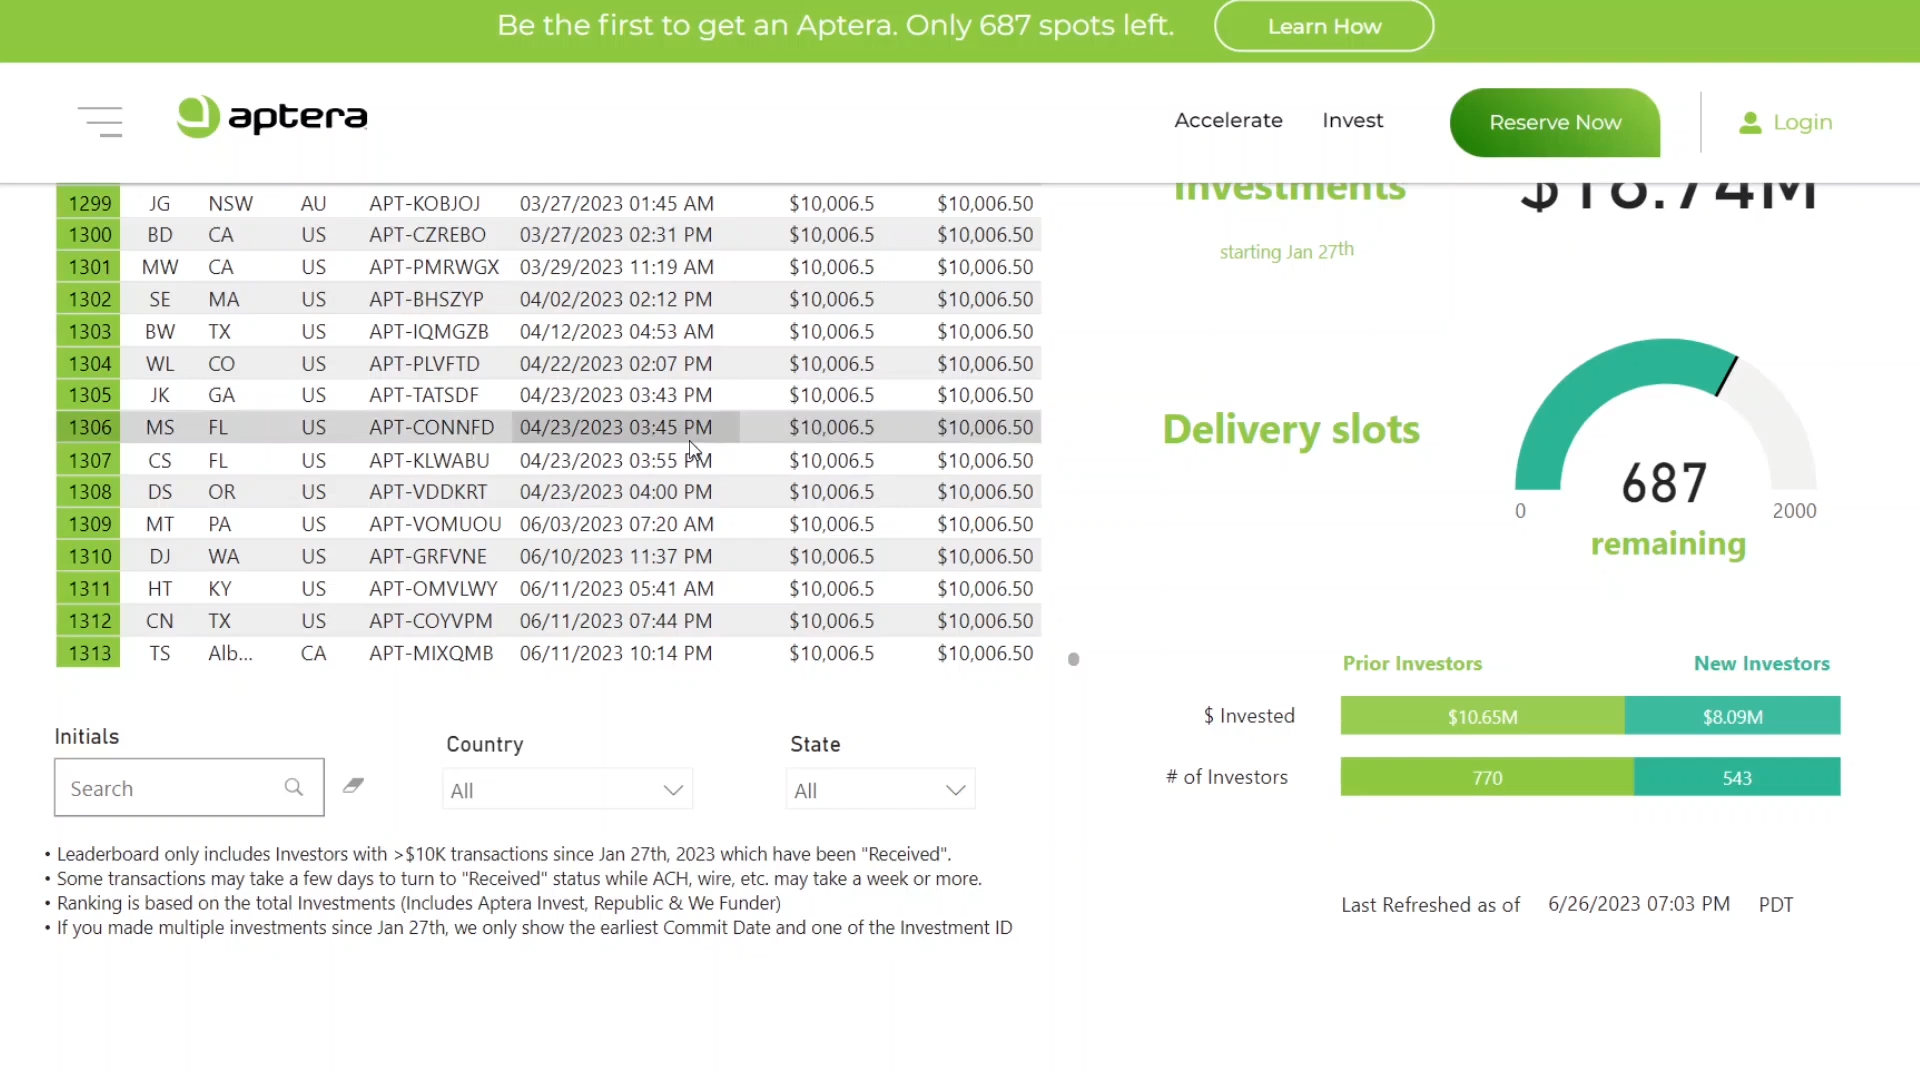 Be the first to get an Aptera. Only 687 spots left.
Learn How
aptera
Accelerate
Invest
Reserve Now
Login
1299 JG NSW AU APT-KOBJOJ 03/27/2023 01:45 AM $10,006.5 $10,006.50
1300 BD CA US APT-CZREBO 03/27/2023 02:31 PM $10,006.5 $10,006.50
1301 MW CA US APT-PMRWGX 03/29/2023 11:19 AM $10,006.5 $10,006.50
1302 SE MA US APT-BHSZYP 04/02/2023 02:12 PM $10,006.5 $10,006.50
1303 BW TX US APT-IQMGZB 04/12/2023 04:53 AM $10,006.5 $10,006.50
1304 WL CO US APT-PLVFTD 04/22/2023 02:07 PM $10,006.5 $10,006.50
1305 JK GA US APT-TATSDF 04/23/2023 03:43 PM $10,006.5 $10,006.50
1306 MS FL US APT-CONNFD 04/23/2023 03:45 PM $10,006.5 $10,006.50
1307 CS FL US APT-KLWABU 04/23/2023 03:55 PM $10,006.5 $10,006.50
1308 DS OR US APT-VDDKRT 04/23/2023 04:00 PM $10,006.5 $10,006.50
1309 MT PA US APT-VOMUOU 06/03/2023 07:20 AM $10,006.5 $10,006.50
1310 DJ WA US APT-GRFVNE 06/10/2023 11:37 PM $10,006.5 $10,006.50
1311 HT KY US APT-OMVLWY 06/11/2023 05:41 AM $10,006.5 $10,006.50
1312 CN TX US APT-COYVPM 06/11/2023 07:44 PM $10,006.5 $10,006.50
1313 TS Alb... CA APT-MIXQMB 06/11/2023 10:14 PM $10,006.5 $10,006.50
Initials
Search
Country
All
State
All
• Leaderboard only includes Investors with >$10K transactions since Jan 27th, 2023 which have been "Received".
• Some transactions may take a few days to turn to "Received" status while ACH, wire, etc. may take a week or more.
• Ranking is based on the total Investments (Includes Aptera Invest, Republic & We Funder)
• If you made multiple investments since Jan 27th, we only show the earliest Commit Date and one of the Investment ID
Investments
$18.74M
starting Jan 27th
Delivery slots
687
0
2000
remaining
Prior Investors
New Investors
$ Invested
$10.65M
$8.09M
# of Investors
770
543
Last Refreshed as of 6/26/2023 07:03 PM PDT